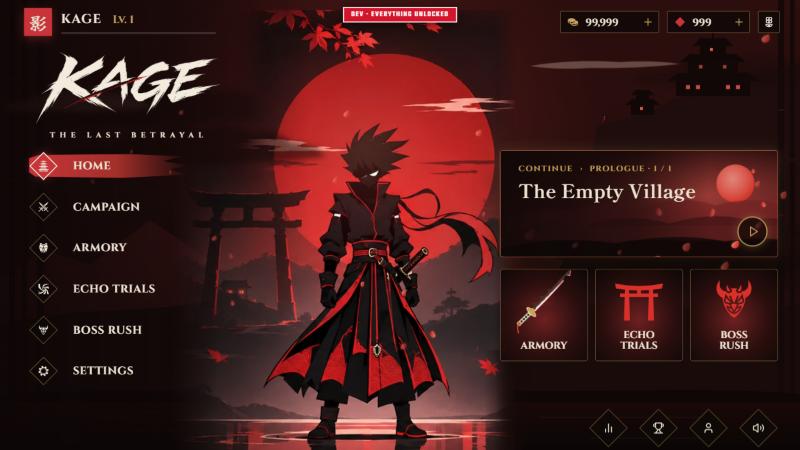 影 KAGE Lv. 1
DEV - EVERYTHING UNLOCKED
99,999 +
999 +
KAGE
THE LAST BETRAYAL
HOME
CAMPAIGN
ARMORY
ECHO TRIALS
BOSS RUSH
SETTINGS
CONTINUE · PROLOGUE · 1 / 1
The Empty Village
ARMORY
ECHO
TRIALS
BOSS
RUSH